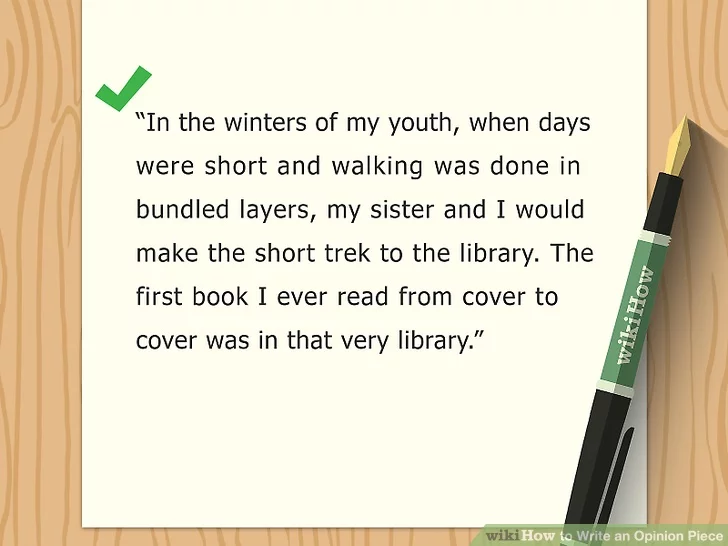 “In the winters of my youth, when days
were short and walking was done in
bundled layers, my sister and I would
make the short trek to the library. The
first book I ever read from cover to
cover was in that very library.”
wikiHow
wikiHow to Write an Opinion Piece